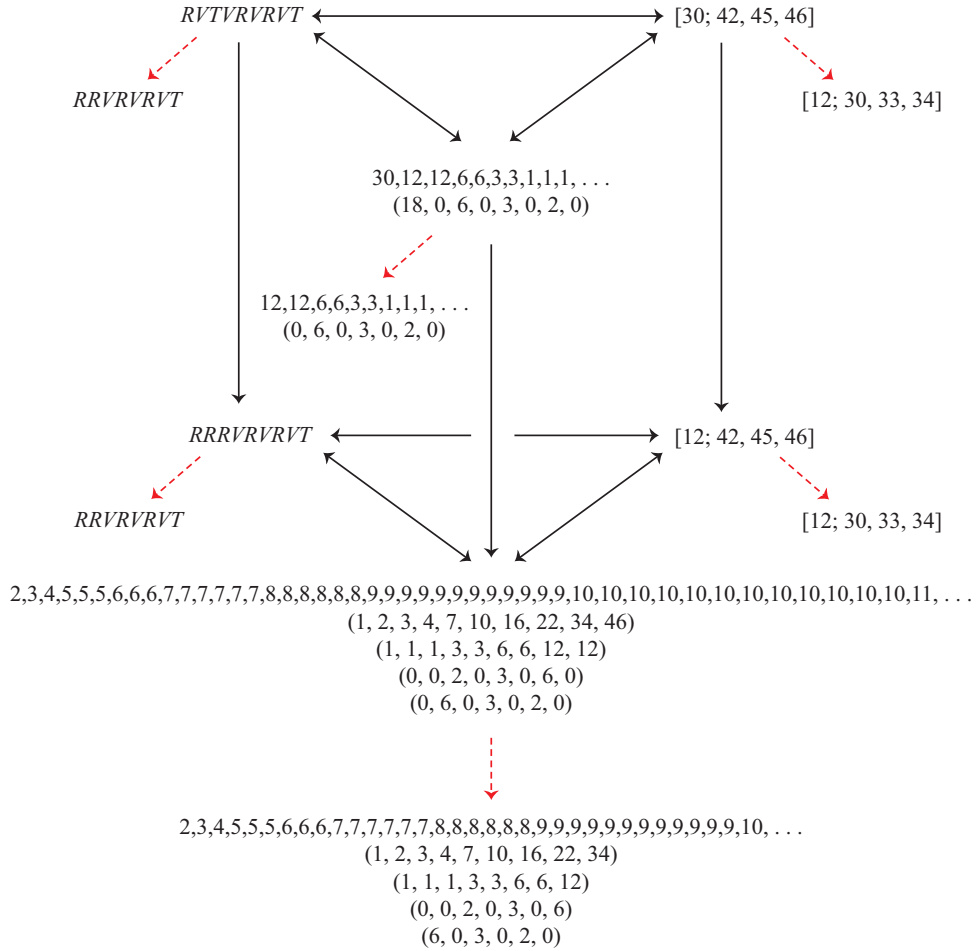 RVTVRVRVT [30; 42, 45, 46]
RRVRVRVT [12; 30, 33, 34]
30,12,12,6,6,3,3,1,1,1, . . .
(18, 0, 6, 0, 3, 0, 2, 0)
12,12,6,6,3,3,1,1,1, . . .
(0, 6, 0, 3, 0, 2, 0)
RRRVRVRVT [12; 42, 45, 46]
RRVRVRVT [12; 30, 33, 34]
2,3,4,5,5,5,6,6,6,7,7,7,7,7,7,8,8,8,8,8,8,9,9,9,9,9,9,9,9,9,9,9,9,10,10,10,10,10,10,10,10,10,10,10,10,11, . . .
(1, 2, 3, 4, 7, 10, 16, 22, 34, 46)
(1, 1, 1, 3, 3, 6, 6, 12, 12)
(0, 0, 2, 0, 3, 0, 6, 0)
(0, 6, 0, 3, 0, 2, 0)
2,3,4,5,5,5,6,6,6,7,7,7,7,7,7,8,8,8,8,8,8,9,9,9,9,9,9,9,9,9,9,9,9,10, . . .
(1, 2, 3, 4, 7, 10, 16, 22, 34)
(1, 1, 1, 3, 3, 6, 6, 12)
(0, 0, 2, 0, 3, 0, 6)
(6, 0, 3, 0, 2, 0)